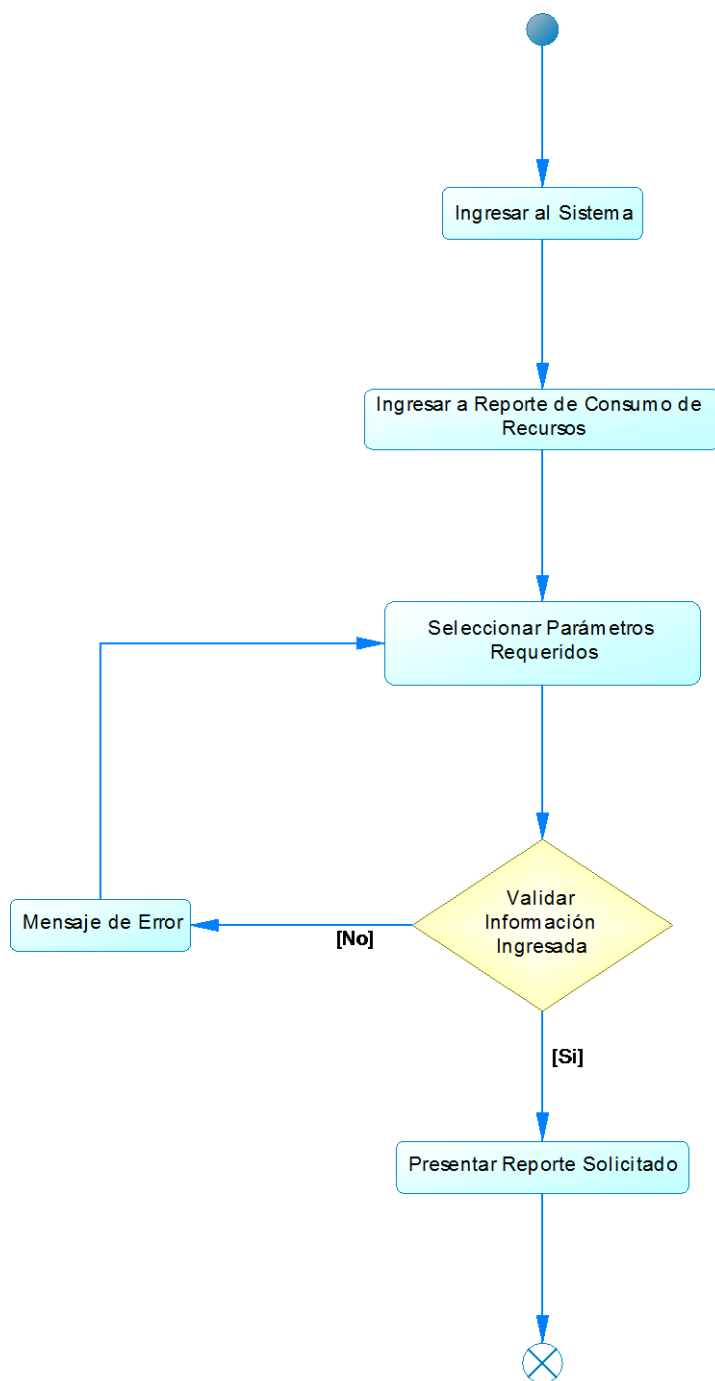 Ingresar al Sistema
Ingresar a Reporte de Consumo de
Recursos
Seleccionar Parámetros
Requeridos
Validar
Información
Ingresada
Mensaje de Error
[No]
[Si]
Presentar Reporte Solicitado